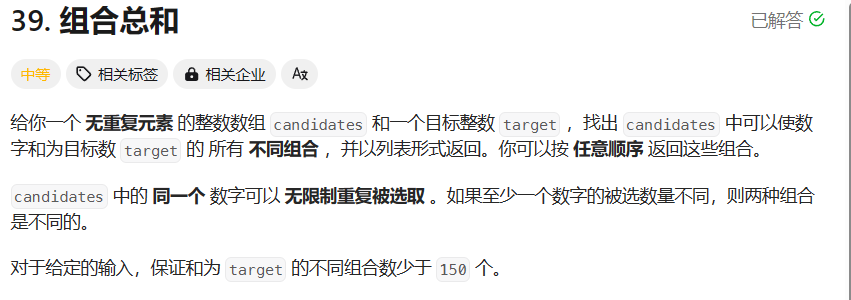 39. 组合总和
已解答
中等 相关标签 相关企业 Aあ
给你一个 无重复元素 的整数数组 candidates 和一个目标整数 target ，找出 candidates 中可以使数
字和为目标数 target 的 所有 不同组合 ，并以列表形式返回。你可以按 任意顺序 返回这些组合。
candidates 中的 同一个 数字可以 无限制重复被选取 。如果至少一个数字的被选数量不同，则两种组合
是不同的。
对于给定的输入，保证和为 target 的不同组合数少于 150 个。